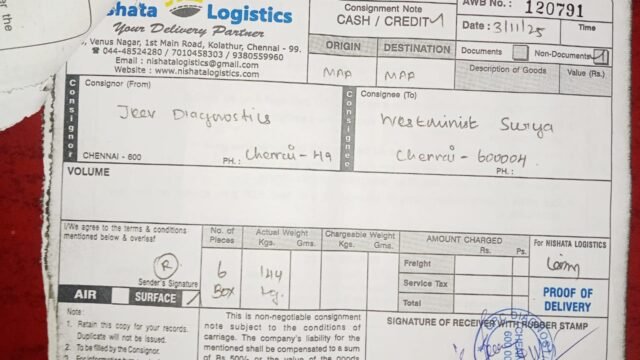 r the
shata Logistics
Your Delivery Partner
, Venus Nagar, 1st Main Road, Kolathur, Chennai - 99.
☎ 044-48524280 / 7010458303 / 9380559960
Email : nishatalogistics@gmail.com
Website : www.nishatalogistics.com
Consignment Note
CASH / CREDIT ✓
AWB No. : 120791
Date : 3/11/25 Time
ORIGIN DESTINATION
MAA MAA
Documents Non-Documents ✓
Description of Goods Value (Rs.)
Consignor
Consignor (From)
Jeev Diagnostics
CHENNAI - 600 PH. : Chennai - 49
Consignee
Consignee (To)
Westminist Surya
Chennai - 600004.
PH. :
VOLUME
I/We agree to the terms & conditions
mentioned below & overleaf
R
Sender's Signature
AIR SURFACE ✓
No. of Pieces
6
Box
Actual Weight
Kgs. Gms.
144
kg.
Chargeable Weight
Kgs. Gms.
AMOUNT CHARGED
Rs. Ps.
Freight
Service Tax
Total
For NISHATA LOGISTICS
PROOF OF
DELIVERY
Note :
1. Retain this copy for your records.
Duplicate will not be issued.
2. To be filled by the Consignor.
3. For information
This is a non-negotiable consignment
note subject to the conditions of
carriage. The company's liability for the
mentioned shall be compensated to a sum
of Rs 50% or the value of the goods
SIGNATURE OF RECEIVER WITH RUBBER STAMP